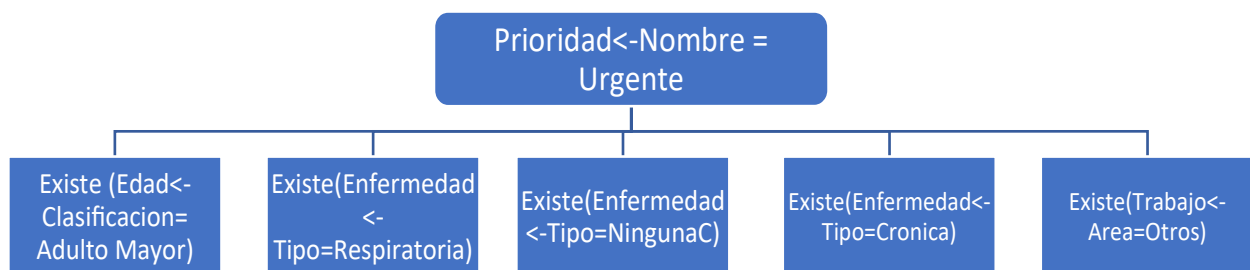 Prioridad<-Nombre =
Urgente
Existe (Edad<-
Clasificacion=
Adulto Mayor)
Existe(Enfermedad
<-
Tipo=Respiratoria)
Existe(Enfermedad
<-Tipo=NingunaC)
Existe(Enfermedad<-
Tipo=Cronica)
Existe(Trabajo<-
Area=Otros)